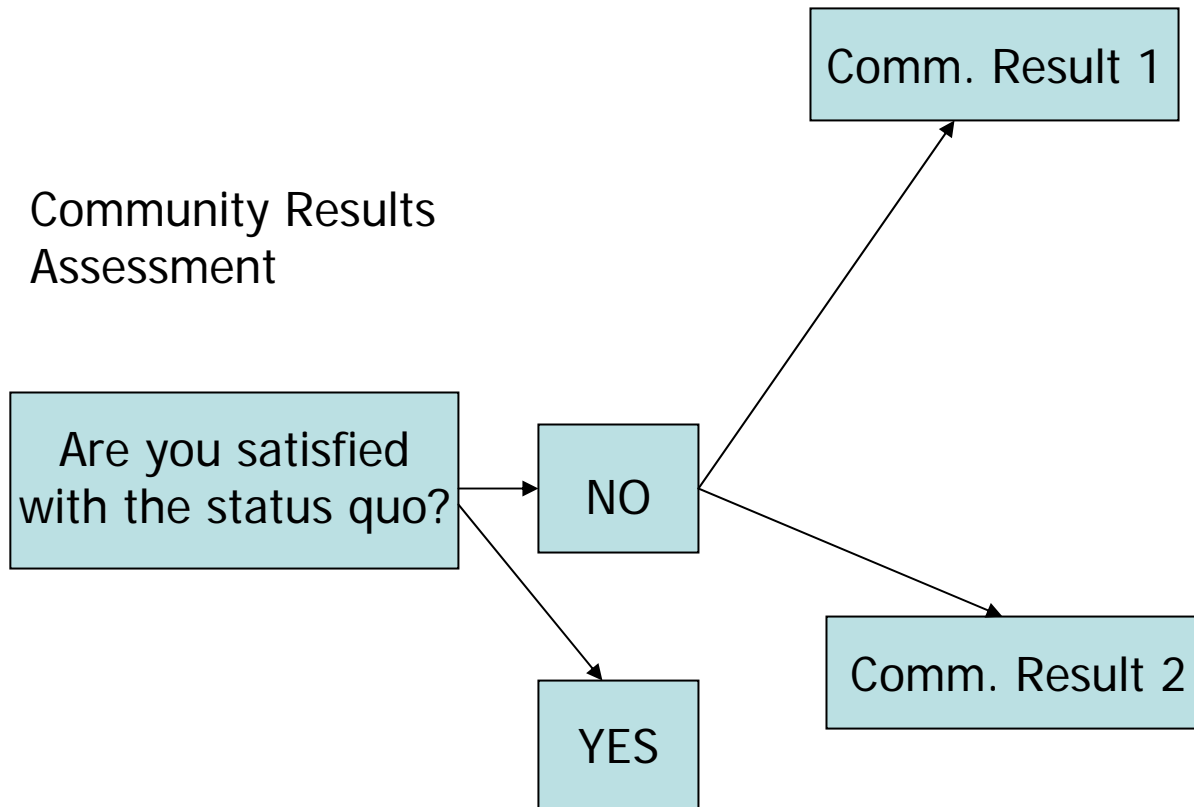 Comm. Result 1
Community Results
Assessment
Are you satisfied
with the status quo?
NO
Comm. Result 2
YES